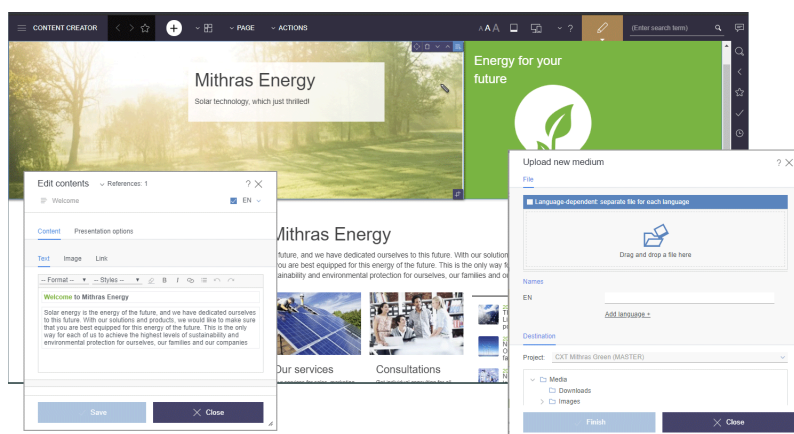 CONTENT CREATOR
PAGE
ACTIONS
A A A
?
(Enter search term)
Mithras Energy
Solar technology, which just thrilled!
Energy for your
future
Edit contents References: 1 ?
Welcome EN
Content Presentation options
Text Image Link
-- Format -- -- Styles -- B I
Welcome to Mithras Energy
Solar energy is the energy of the future, and we have dedicated ourselves
to this future. With our solutions and products, we would like to make sure
that you are best equipped for this energy of the future. This is the only
way for each of us to achieve the highest levels of sustainability and
environmental protection for ourselves, our families and our companies
Save Close
Mithras Energy
future, and we have dedicated ourselves to this future. With our solution
you are best equipped for this energy of the future. This is the only way f
ainability and environmental protection for ourselves, our families and o
Our services
Consultations
Upload new medium ?
File
Language-dependent: separate file for each language
Drag and drop a file here
Names
EN
Add language +
Destination
Project: CXT Mithras Green (MASTER)
Media
Downloads
Images
Finish Close